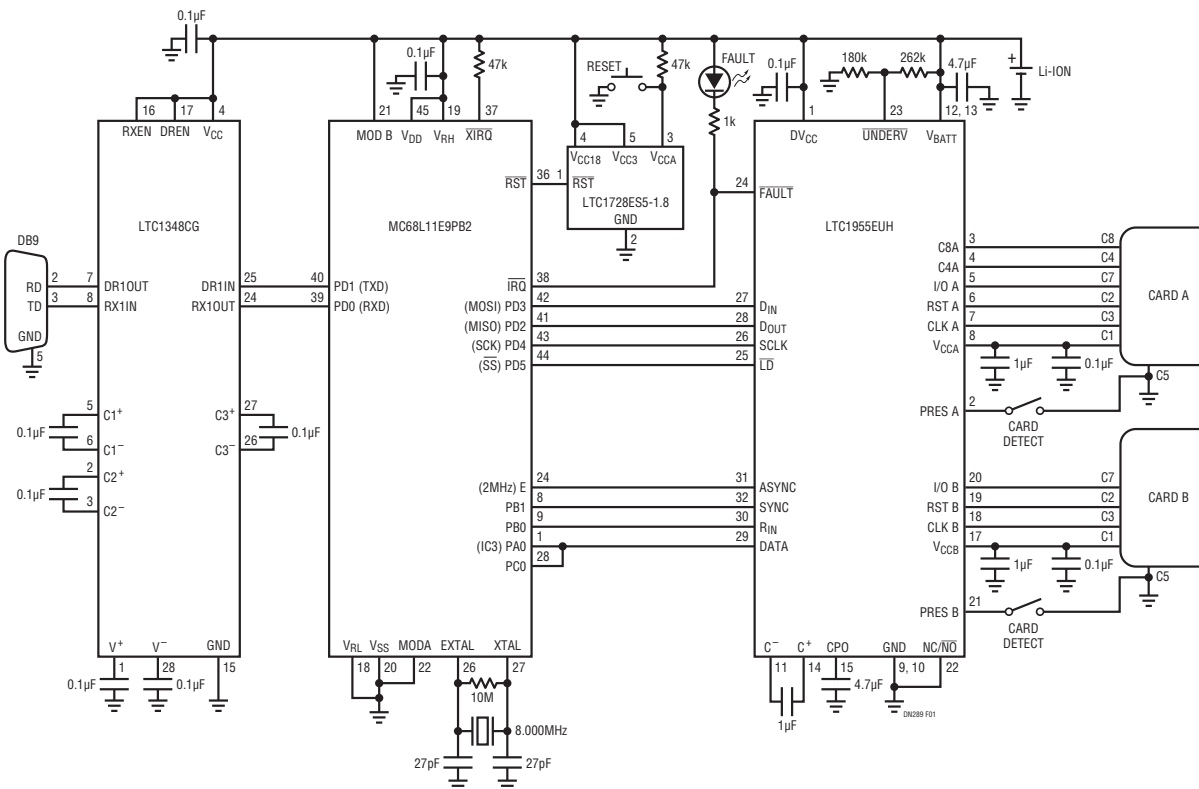 0.1µF
0.1µF
47k
RESET
47k
FAULT
0.1µF
180k
262k
4.7µF
+
Li-ION
1k
16 17 4
RXEN DREN VCC
21 45 19 37
MOD B VDD VRH XIRQ
4 5 3
VCC18 VCC3 VCCA
1 23 12, 13
DVCC UNDERV VBATT
RST 36 1 RST
LTC1728ES5-1.8
GND
2
24
FAULT
LTC1348CG
MC68L11E9PB2
LTC1955EUH
DB9
RD 2 7 DR1OUT
TD 3 8 RX1IN
GND
5
DR1IN 25 40 PD1 (TXD)
RX1OUT 24 39 PD0 (RXD)
IRQ 38
(MOSI) PD3 42 27 DIN
(MISO) PD2 41 28 DOUT
(SCK) PD4 43 26 SCLK
(SS) PD5 44 25 LD
C8A 3 C8
C4A 4 C4
I/O A 5 C7
RST A 6 C2
CLK A 7 C3
VCCA 8 C1
CARD A
1µF 0.1µF
C5
PRES A 2
CARD
DETECT
5 C1+
0.1µF
6 C1−
2 C2+
0.1µF
3 C2−
C3+ 27
0.1µF
C3− 26
(2MHz) E 24 31 ASYNC
PB1 8 32 SYNC
PB0 9 30 RIN
(IC3) PA0 1 29 DATA
PC0 28
I/O B 20 C7
RST B 19 C2
CLK B 18 C3
VCCB 17 C1
CARD B
1µF 0.1µF
C5
PRES B 21
CARD
DETECT
V+ V− GND
1 28 15
0.1µF 0.1µF
VRL VSS MODA EXTAL XTAL
18 20 22 26 27
10M
8.000MHz
27pF 27pF
C− C+ CPO GND NC/NO
11 14 15 9, 10 22
4.7µF
1µF
DN289 F01